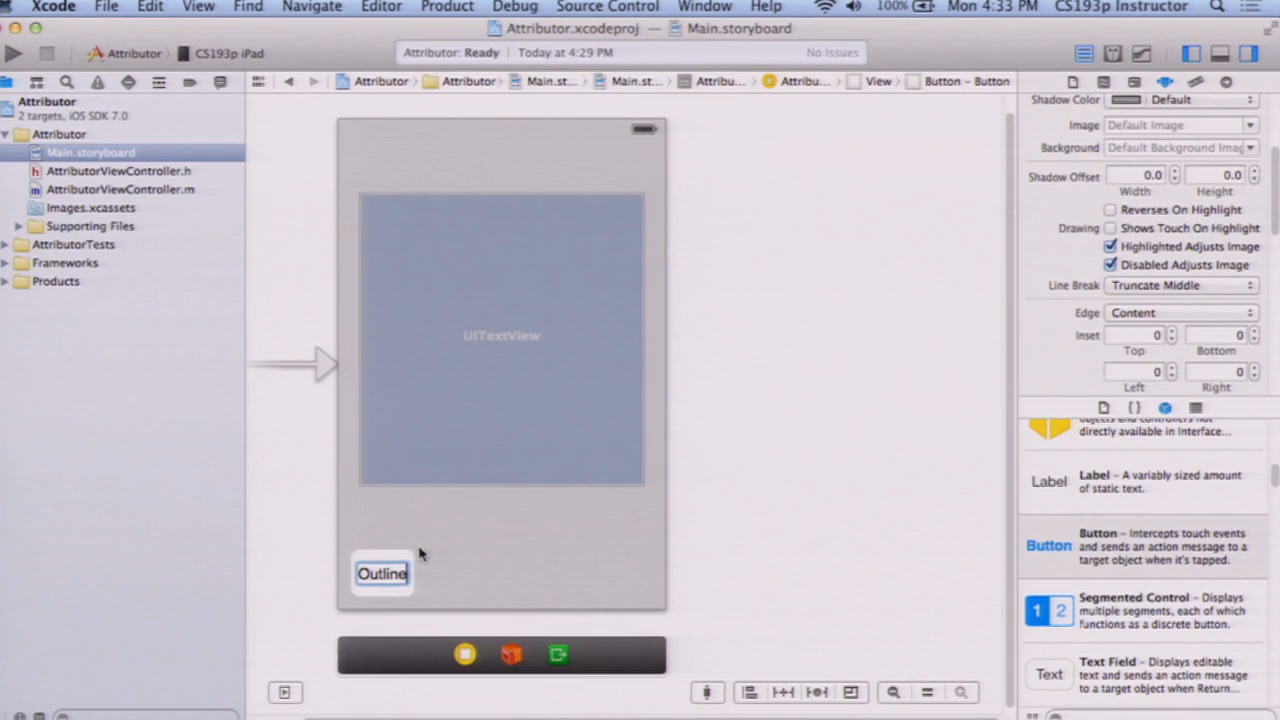 Xcode File Edit View Find Navigate Editor Product Debug Source Control Window Help 100% Mon 4:33 PM CS193p Instructor
Attributor.xcodeproj — Main.storyboard
Attributor CS193p iPad Attributor: Ready Today at 4:29 PM No Issues
Attributor Attributor Main.st... Main.st... Attribu... Attribu... View Button - Button
Attributor
2 targets, iOS SDK 7.0
Attributor
Main.storyboard
AttributorViewController.h
AttributorViewController.m
Images.xcassets
Supporting Files
AttributorTests
Frameworks
Products
UITextView
Outline
Shadow Color Default
Image Default Image
Background Default Background Imag
Shadow Offset 0.0 0.0
Width Height
Reverses On Highlight
Drawing Shows Touch On Highlight
Highlighted Adjusts Image
Disabled Adjusts Image
Line Break Truncate Middle
Edge Content
Inset 0 0
Top Bottom
0 0
Left Right
{ }
objects and controllers not
directly available in Interface...
Label Label - A variably sized amount
of static text.
Button Button - Intercepts touch events
and sends an action message to a
target object when it's tapped.
1 2 Segmented Control - Displays
multiple segments, each of which
functions as a discrete button.
Text Text Field - Displays editable
text and sends an action message
to a target object when Return...